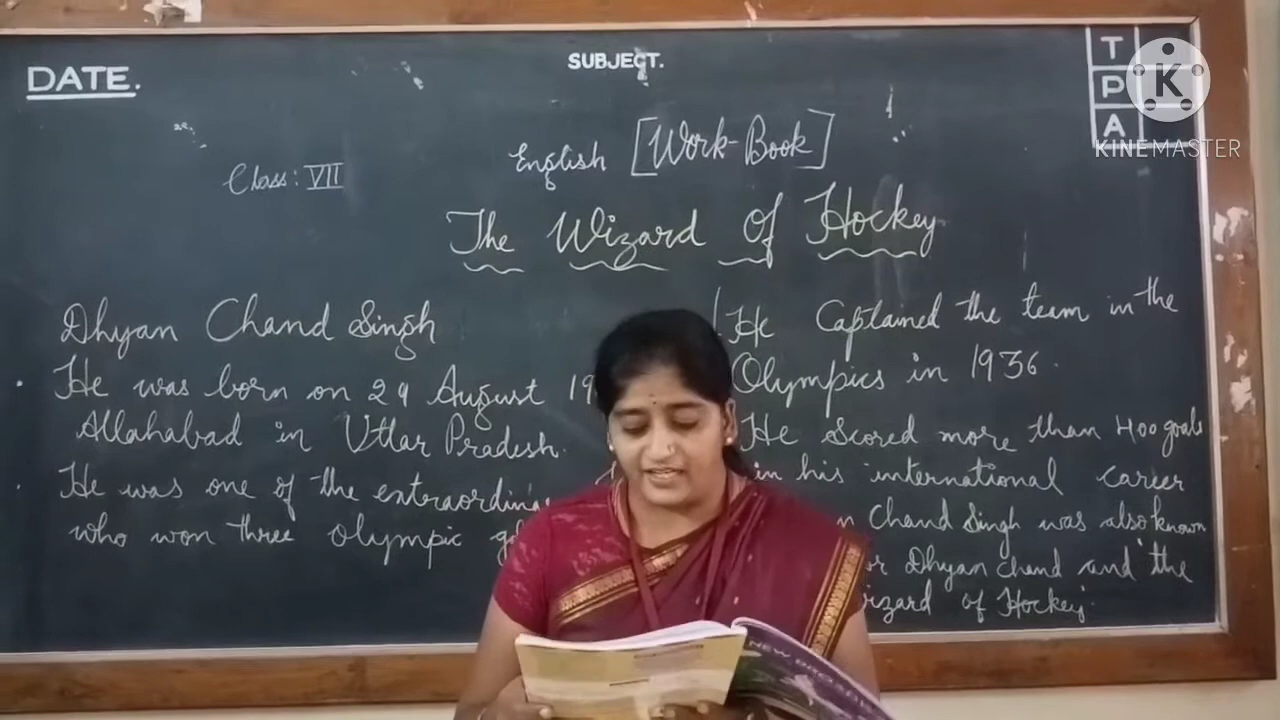 DATE.
SUBJECT.
T
P
A
K
KINEMASTER
English [Work-Book]
Class: VII
The Wizard Of Hockey
Dhyan Chand Singh
. He was born on 29 August 19
Allahabad in Uttar Pradesh.
. He was one of the
who won three olympic
He Captained the team in the
Olympics in 1936.
He scored more than 400 goals
in his international career
Chand Singh was also known
Dhyan chand and the
of Hockey.
NEW